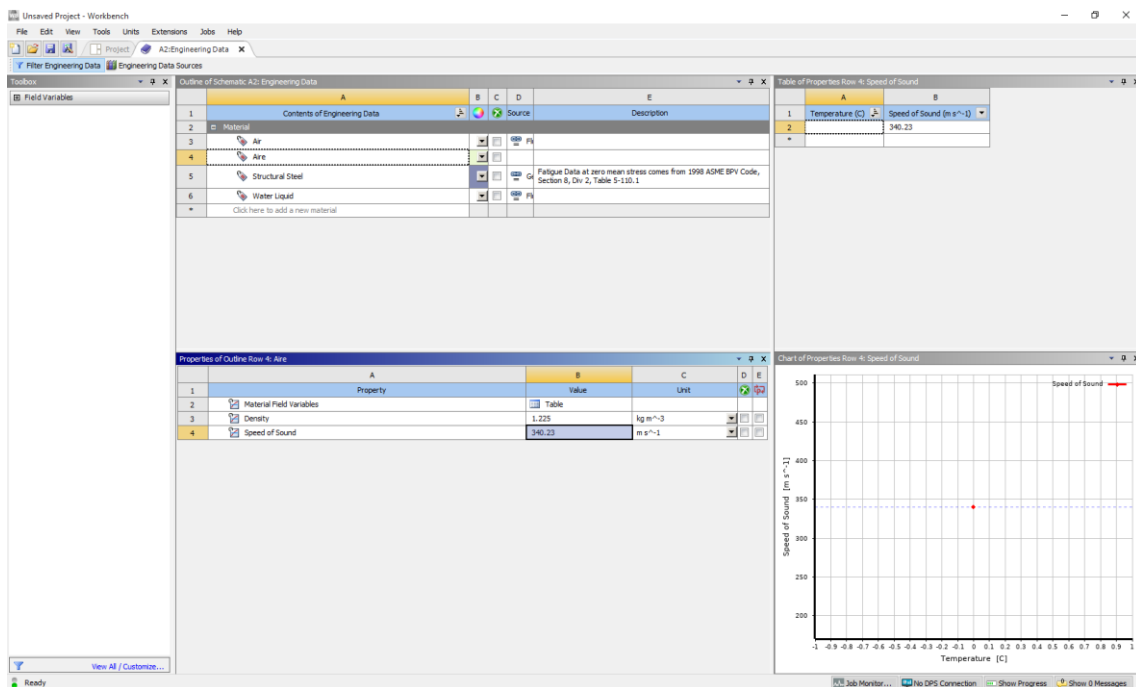 Unsaved Project - Workbench
File Edit View Tools Units Extensions Jobs Help
Project A2:Engineering Data X
Filter Engineering Data Engineering Data Sources
Toolbox
Field Variables
View All / Customize...
Outline of Schematic A2: Engineering Data
A B C D E
1 Contents of Engineering Data Source Description
2 Material
3 Air
4 Aire
5 Structural Steel Fatigue Data at zero mean stress comes from 1998 ASME BPV Code,
Section 8, Div 2, Table 5-110.1
6 Water Liquid
* Click here to add a new material
Table of Properties Row 4: Speed of Sound
A B
1 Temperature (C) Speed of Sound (m s^-1)
2 340.23
*
Properties of Outline Row 4: Aire
A B C D E
1 Property Value Unit
2 Material Field Variables Table
3 Density 1.225 kg m^-3
4 Speed of Sound 340.23 m s^-1
Chart of Properties Row 4: Speed of Sound
Speed of Sound
500
450
400
350
300
250
200
Speed of Sound [m s^-1]
-1 -0.9 -0.8 -0.7 -0.6 -0.5 -0.4 -0.3 -0.2 -0.1 0 0.1 0.2 0.3 0.4 0.5 0.6 0.7 0.8 0.9 1
Temperature [C]
Ready
Job Monitor... No DPS Connection Show Progress Show 0 Messages